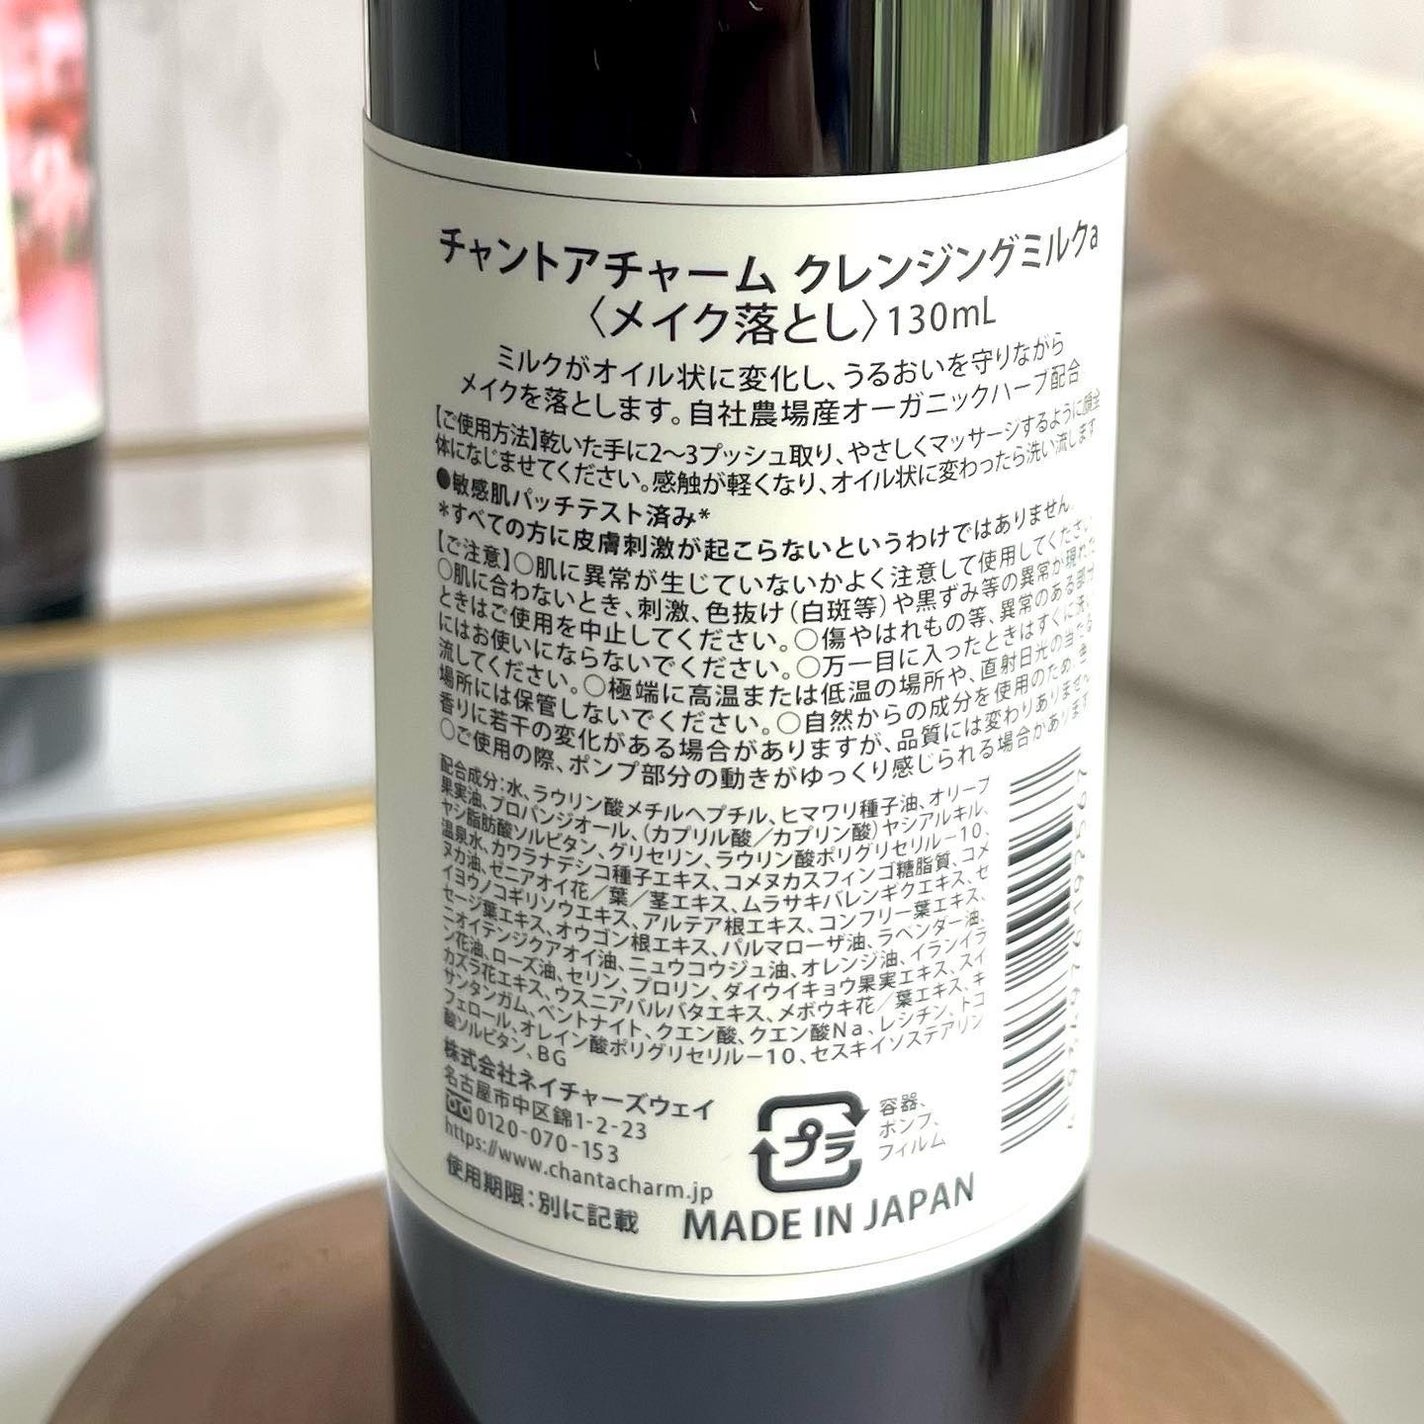 チャントアチャーム クレンジングミルクa
〈メイク落とし〉130mL
ミルクがオイル状に変化し、うるおいを守りながら
メイクを落とします。自社農場産オーガニックハーブ配合
【ご使用方法】乾いた手に2〜3プッシュ取り、やさしくマッサージするように顔全
体になじませてください。感触が軽くなり、オイル状に変わったら洗い流します
●敏感肌パッチテスト済み*
*すべての方に皮膚刺激が起こらないというわけではありません。
【ご注意】○肌に異常が生じていないかよく注意して使用してください
○肌に合わないとき、刺激、色抜け（白斑等）や黒ずみ等の異常が現れた
ときはご使用を中止してください。○傷やはれもの等、異常のある部分
にはお使いにならないでください。○万一目に入ったときはすぐに洗い
流してください。○極端に高温または低温の場所や、直射日光の当たる
場所には保管しないでください。○自然からの成分を使用のため、色
香りに若干の変化がある場合がありますが、品質には変わりありません
○ご使用の際、ポンプ部分の動きがゆっくり感じられる場合があります
配合成分：水、ラウリン酸メチルヘプチル、ヒマワリ種子油、オリーブ
果実油、プロパンジオール、（カプリル酸／カプリン酸）ヤシアルキル、
ヤシ脂肪酸ソルビタン、グリセリン、ラウリン酸ポリグリセリル－10、
温泉水、カワラナデシコ種子エキス、コメヌカスフィンゴ糖脂質、コメ
ヌカ油、ゼニアオイ花／葉／茎エキス、ムラサキバレンギクエキス、セ
イヨウノコギリソウエキス、アルテア根エキス、コンフリー葉エキス、
セージ葉エキス、オウゴン根エキス、パルマローザ油、ラベンダー油、
ニオイテンジクアオイ油、ニュウコウジュ油、オレンジ油、イランイラ
ン花油、ローズ油、セリン、プロリン、ダイウイキョウ果実エキス、スイ
カズラ花エキス、ウスニアバルバタエキス、メボウキ花／葉エキス、キ
サンタンガム、ベントナイト、クエン酸、クエン酸Na、レシチン、トコ
フェロール、オレイン酸ポリグリセリル－10、セスキイソステアリン
酸ソルビタン、BG
株式会社ネイチャーズウェイ
名古屋市中区錦1-2-23
0120-070-153
https://www.chantacharm.jp
使用期限：別に記載
プラ
容器、
ポンプ、
フィルム
MADE IN JAPAN